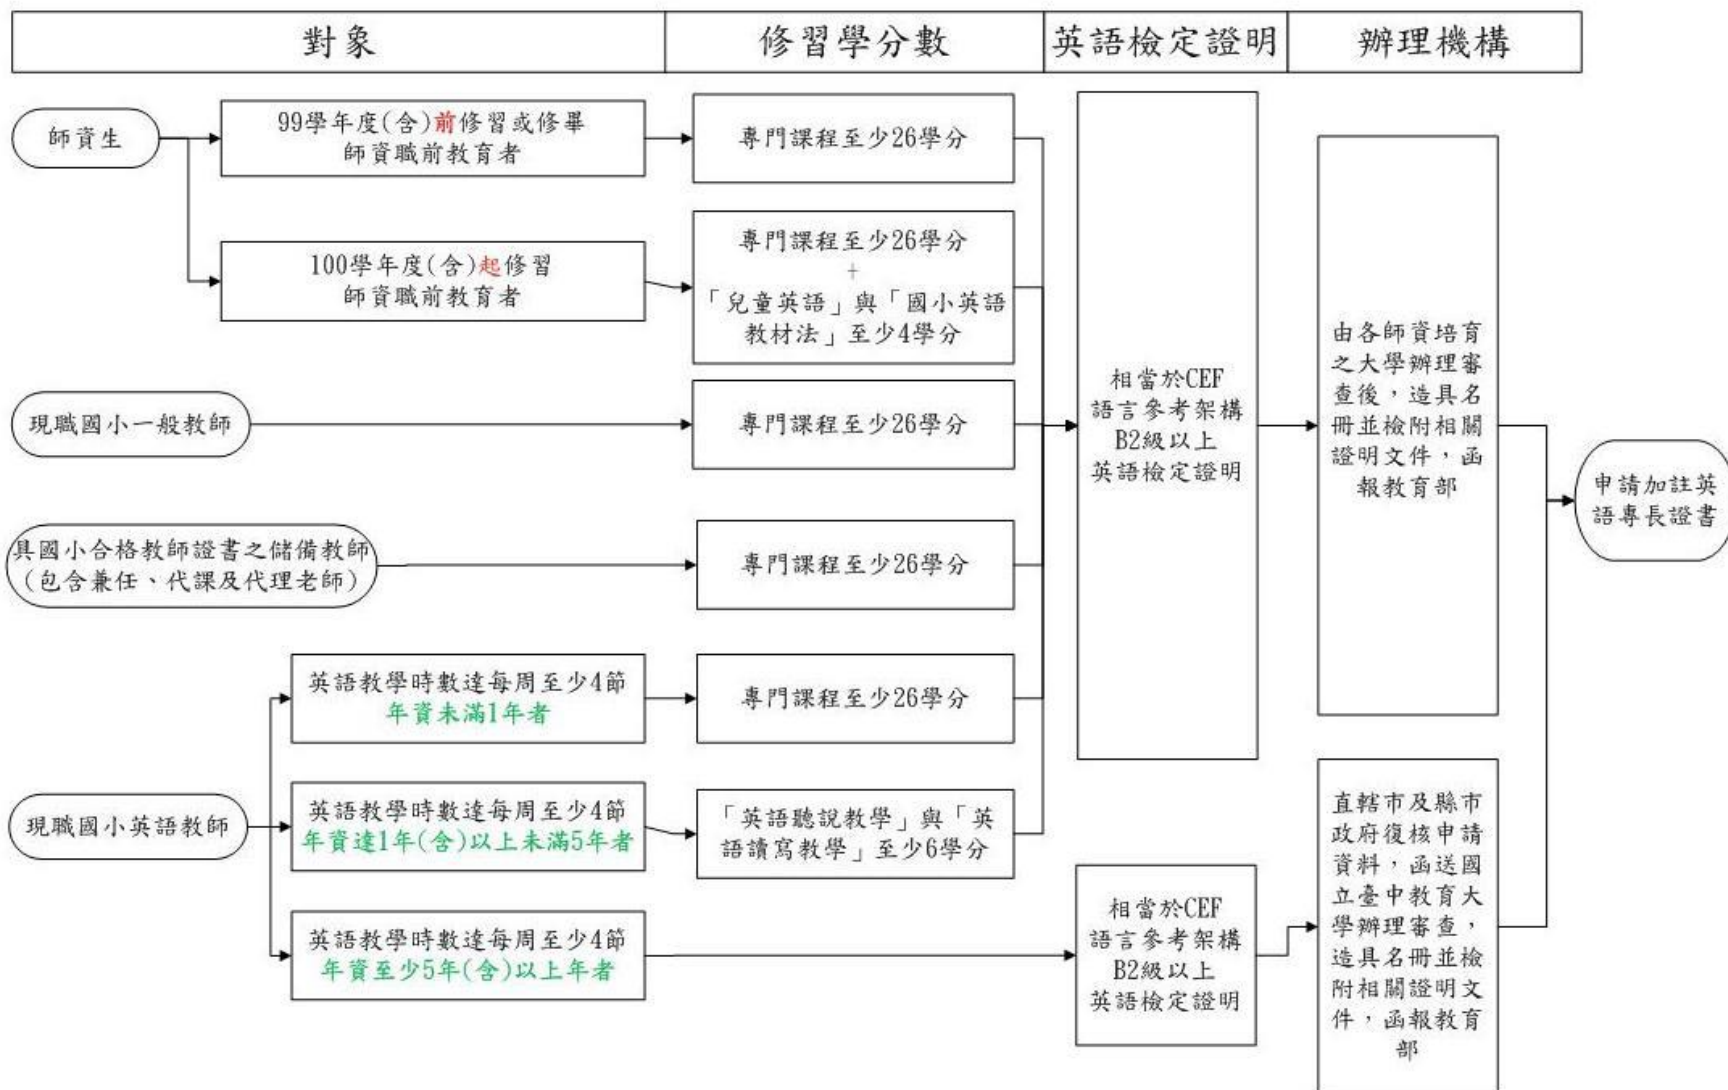 對象
修習學分數
英語檢定證明
辦理機構
師資生
99學年度(含)前修習或修畢
師資職前教育者
專門課程至少26學分
100學年度(含)起修習
師資職前教育者
專門課程至少26學分
+
「兒童英語」與「國小英語
教材法」至少4學分
現職國小一般教師
專門課程至少26學分
具國小合格教師證書之儲備教師
(包含兼任、代課及代理老師)
專門課程至少26學分
現職國小英語教師
英語教學時數達每周至少4節
年資未滿1年者
專門課程至少26學分
英語教學時數達每周至少4節
年資達1年(含)以上未滿5年者
「英語聽說教學」與「英
語讀寫教學」至少6學分
英語教學時數達每周至少4節
年資至少5年(含)以上年者
相當於CEF
語言參考架構
B2級以上
英語檢定證明
相當於CEF
語言參考架構
B2級以上
英語檢定證明
由各師資培育
之大學辦理審
查後，造具名
冊並檢附相關
證明文件，函
報教育部
直轄市及縣市
政府復核申請
資料，函送國
立臺中教育大
學辦理審查，
造具名冊並檢
附相關證明文
件，函報教育
部
申請加註英
語專長證書